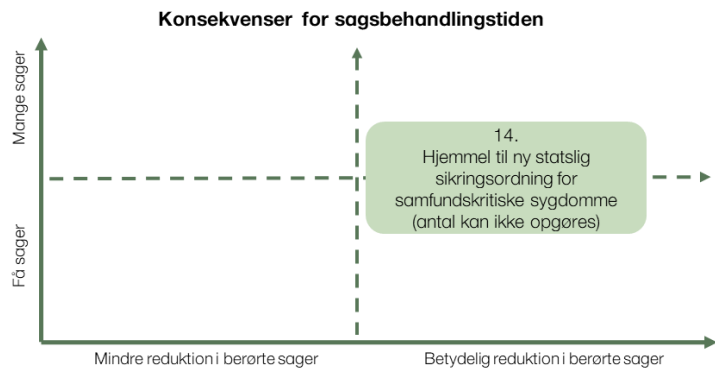 Konsekvenser for sagsbehandlingstiden
Mange sager
Få sager
14.
Hjemmel til ny statslig
sikringsordning for
samfundskritiske sygdomme
(antal kan ikke opgøres)
Mindre reduktion i berørte sager
Betydelig reduktion i berørte sager